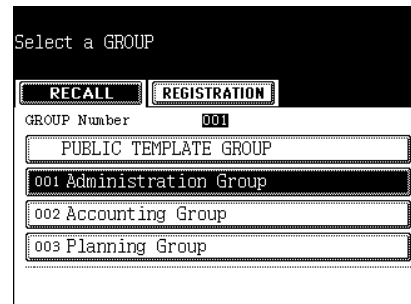 Select a GROUP
RECALL REGISTRATION
GROUP Number 001
PUBLIC TEMPLATE GROUP
001 Administration Group
002 Accounting Group
003 Planning Group